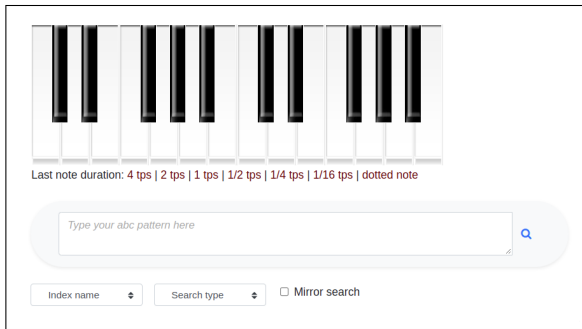 Last note duration: 4 tps | 2 tps | 1 tps | 1/2 tps | 1/4 tps | 1/16 tps | dotted note
Type your abc pattern here
Index name Search type Mirror search